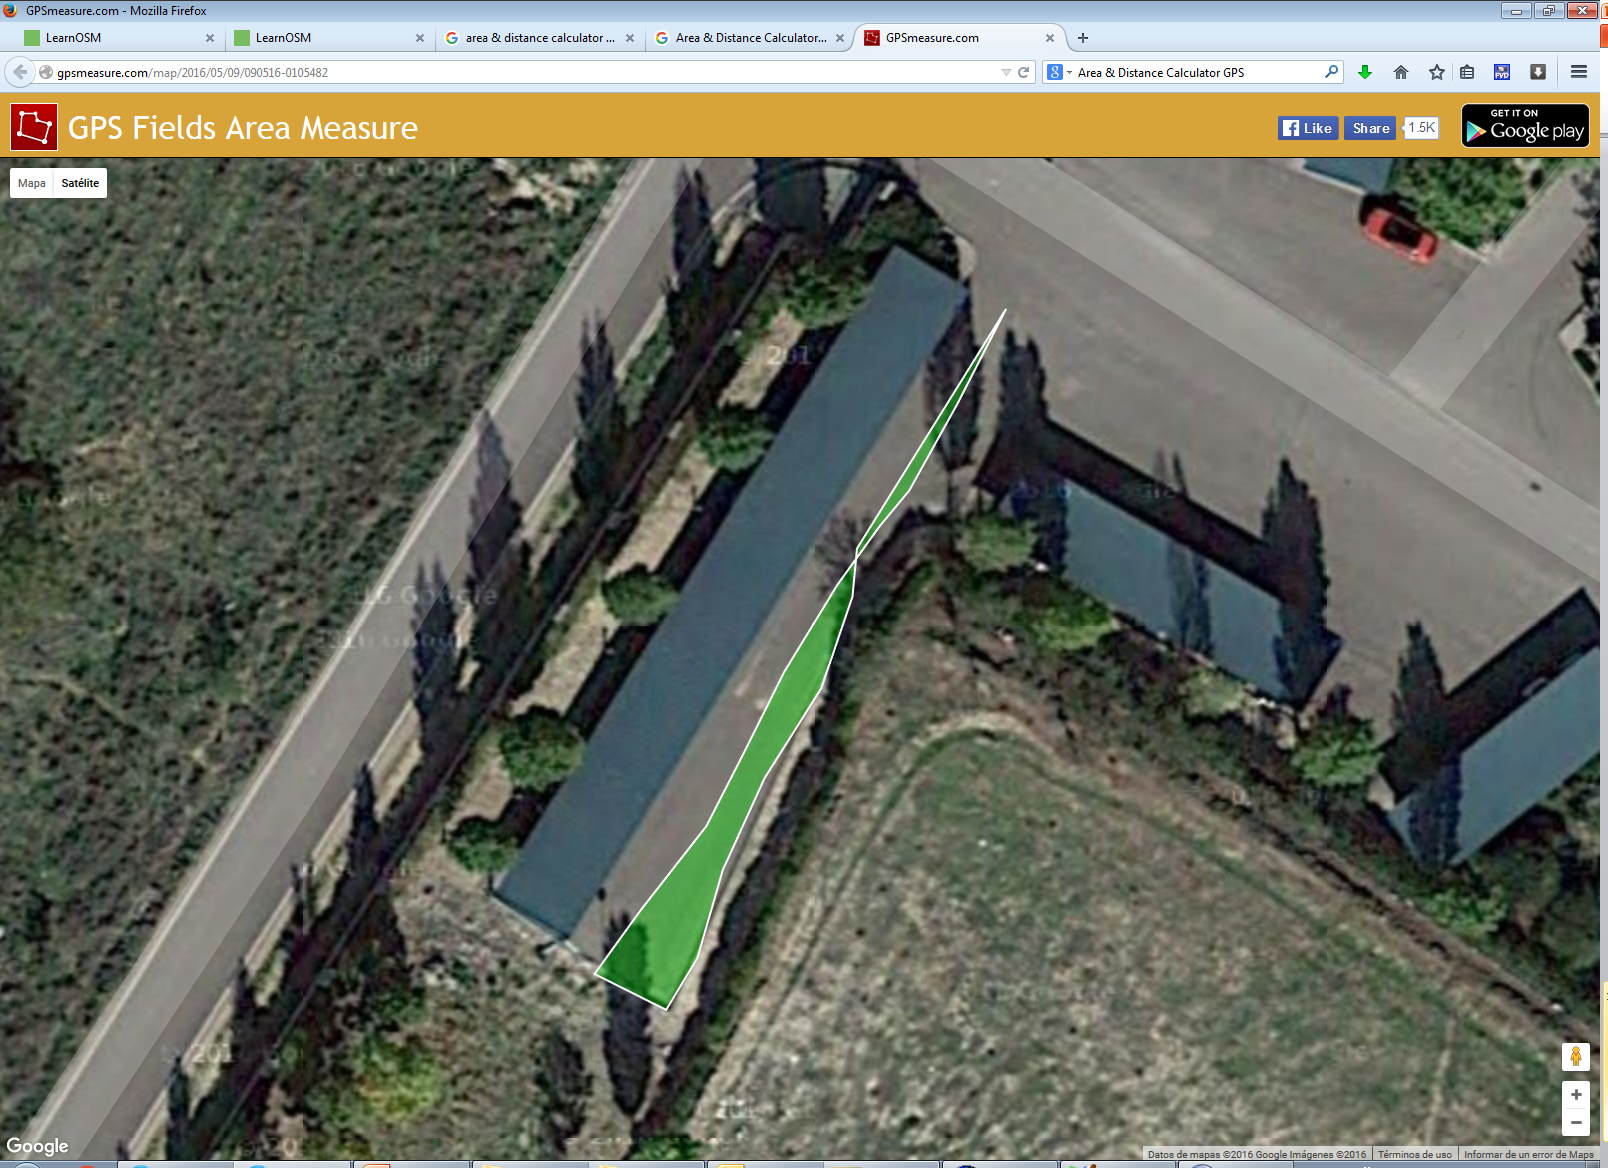 GPSmeasure.com - Mozilla Firefox
LearnOSM
LearnOSM
area & distance calculator ...
Area & Distance Calculator...
GPSmeasure.com
gpsmeasure.com/map/2016/05/09/090516-0105482
Area & Distance Calculator GPS
FVD
GPS Fields Area Measure
Like
Share
1.5K
GET IT ON
Google play
Mapa
Satélite
Google
Datos de mapas ©2016 Google Imágenes ©2016
Términos de uso
Informar de un error de Maps